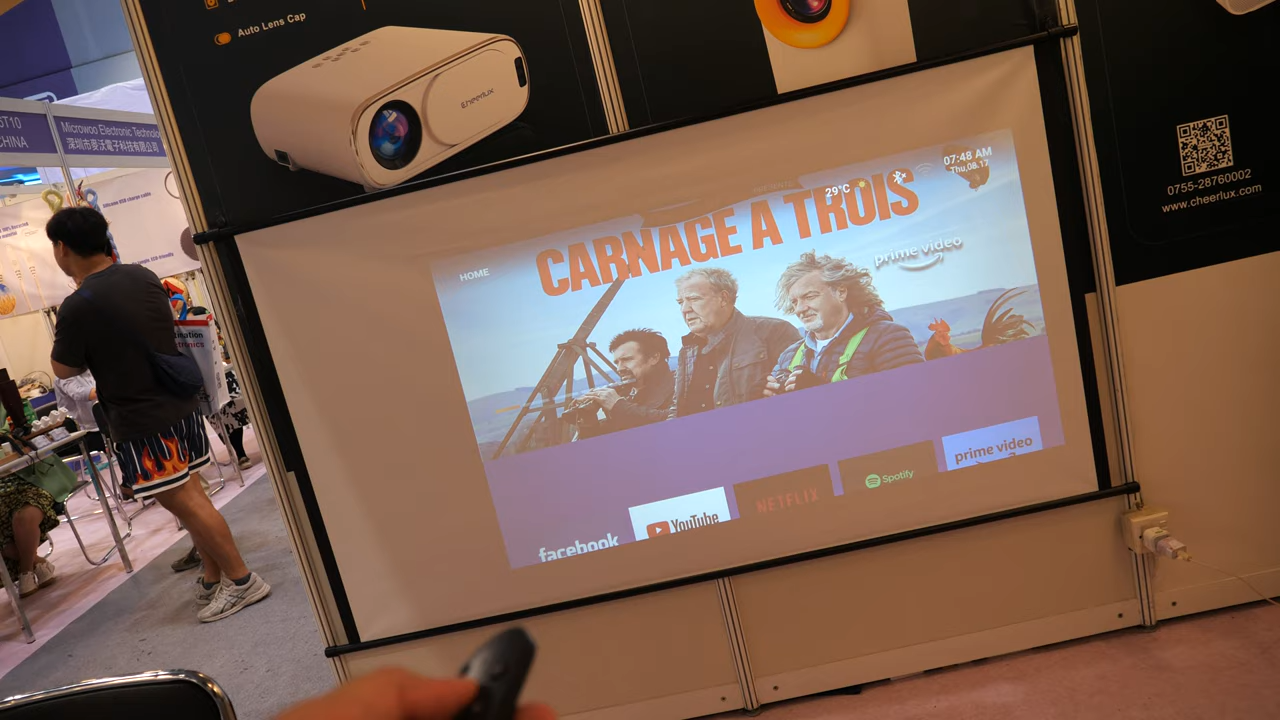 Auto Lens Cap
CHEERLUX
5T10
CHINA
Microwoo Electronic Technolo
深圳市麥沃電子科技有限公司
0755-28760002
www.cheerlux.com
07:48 AM
Thu,08.17
29°C
HOME
CARNAGE A TROIS
prime video
facebook
YouTube
NETFLIX
Spotify
prime video